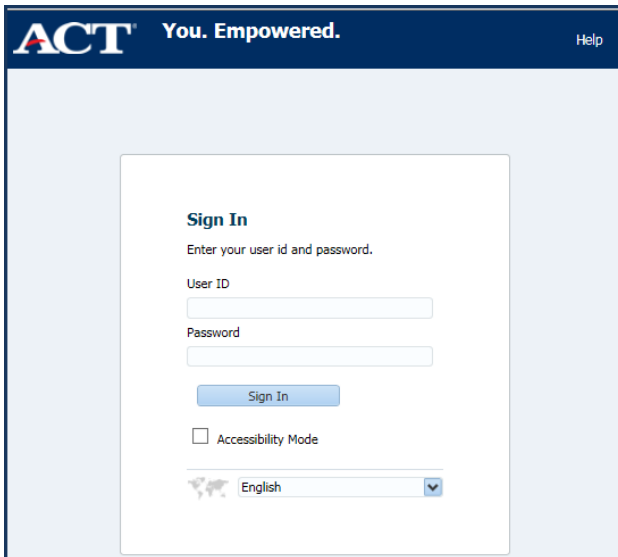 ACT® You. Empowered.
Help
Sign In
Enter your user id and password.
User ID
Password
Sign In
Accessibility Mode
English